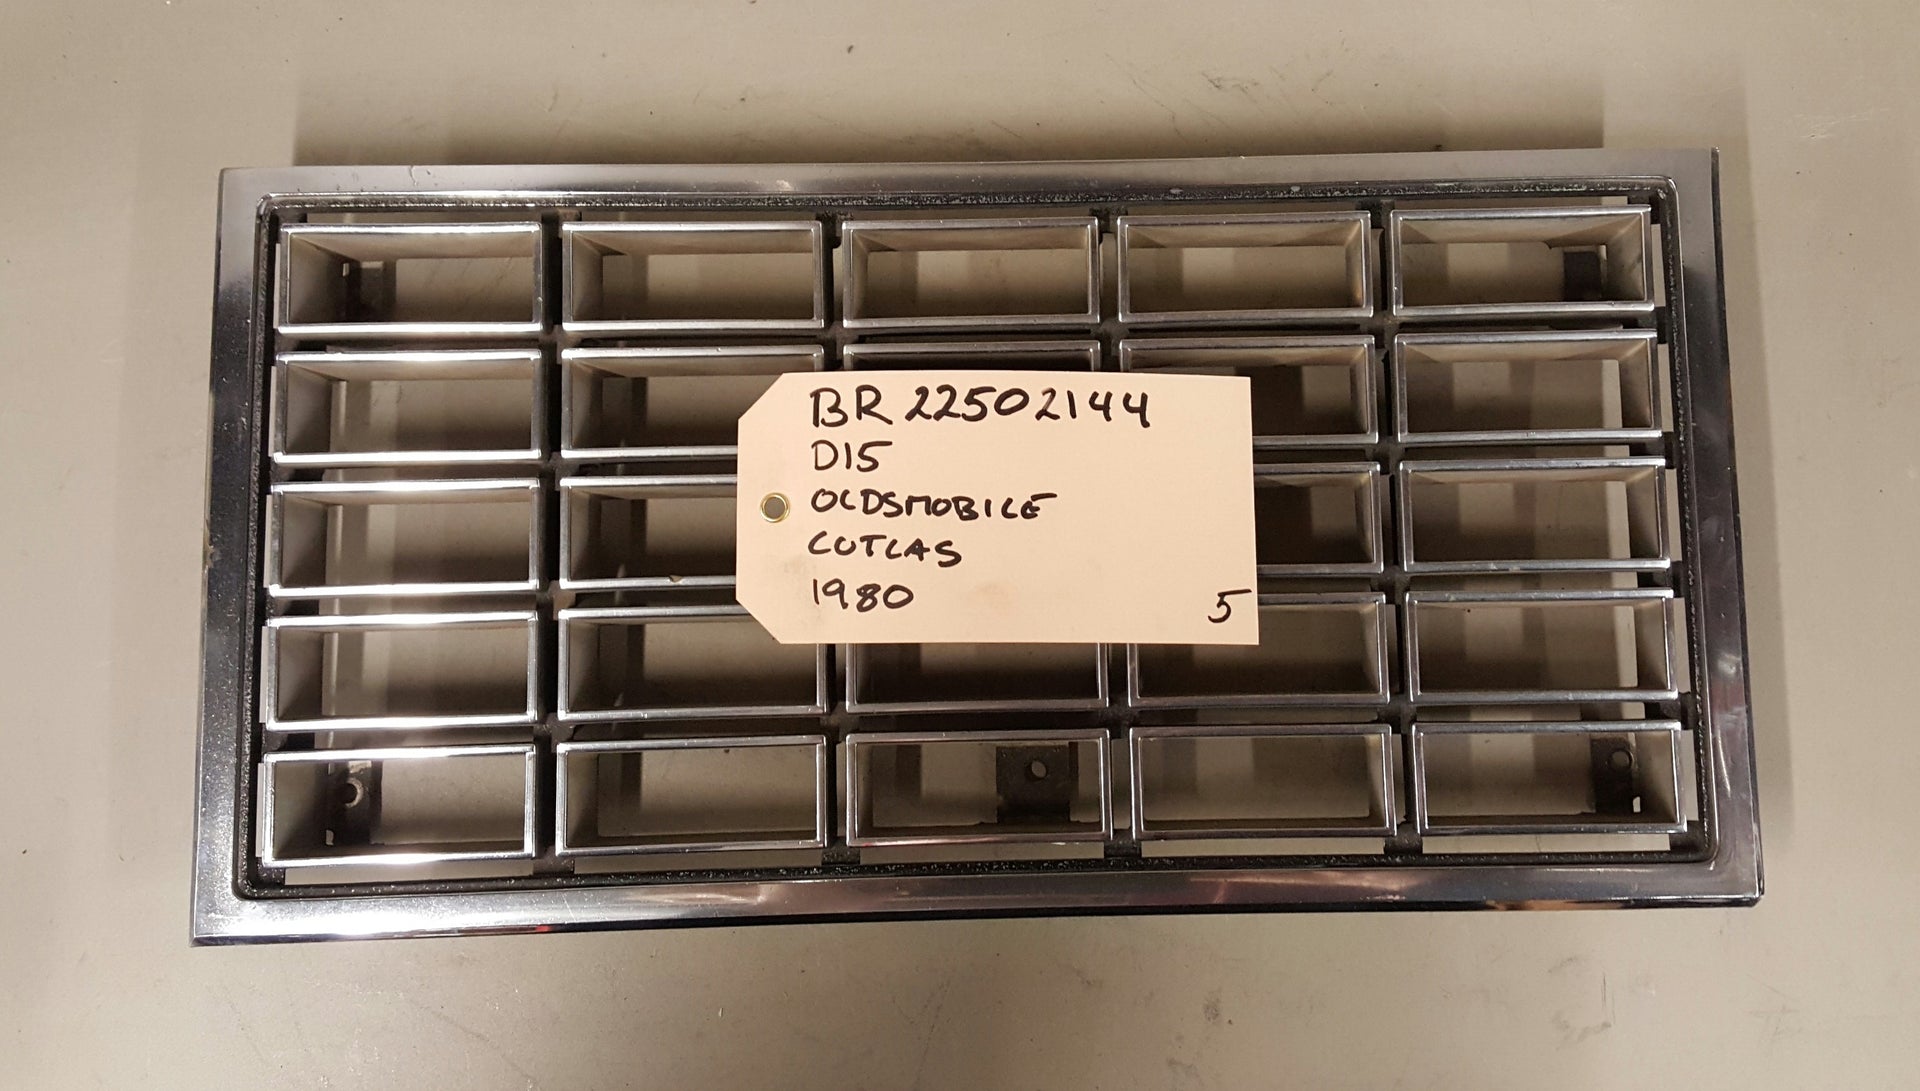 BR 22502144
D15
OLDSMOBILE
CUTLAS
1980
5